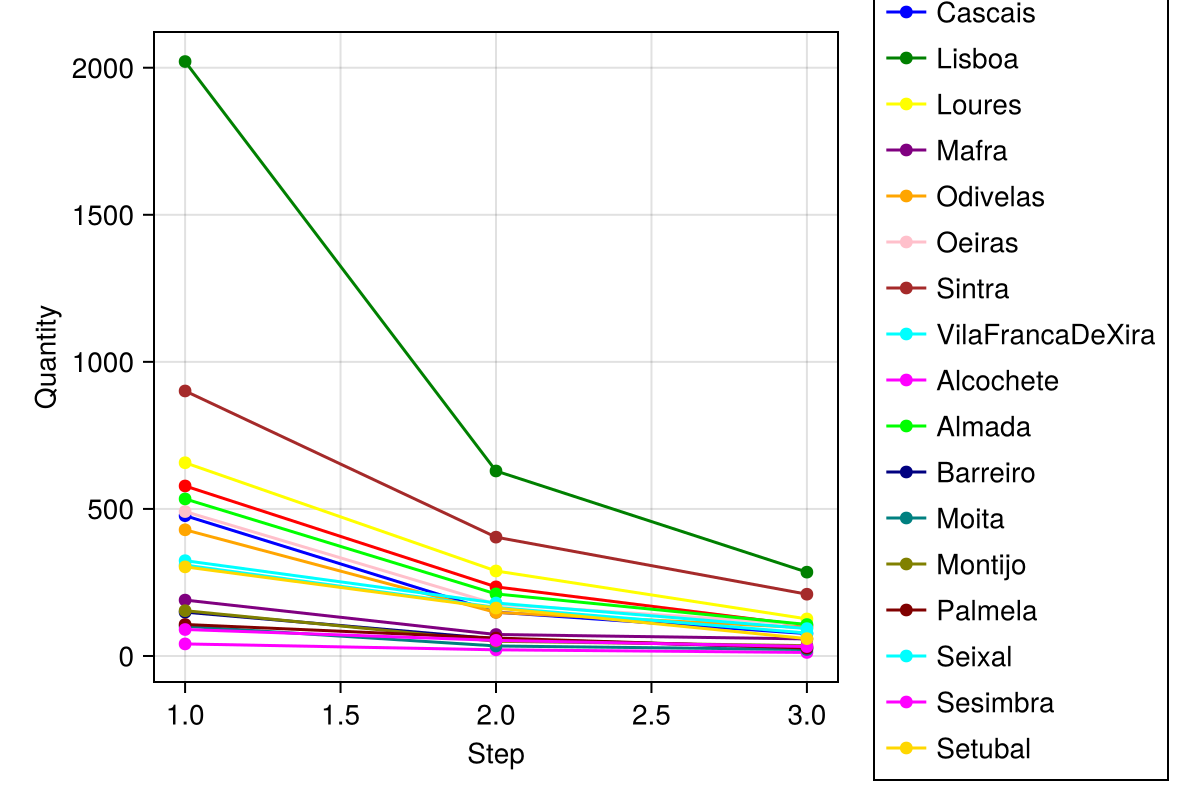 Cascais
Lisboa
Loures
Mafra
Odivelas
Oeiras
Sintra
VilaFrancaDeXira
Alcochete
Almada
Barreiro
Moita
Montijo
Palmela
Seixal
Sesimbra
Setubal
2000
1500
1000
500
0
Quantity
1.0 1.5 2.0 2.5 3.0
Step